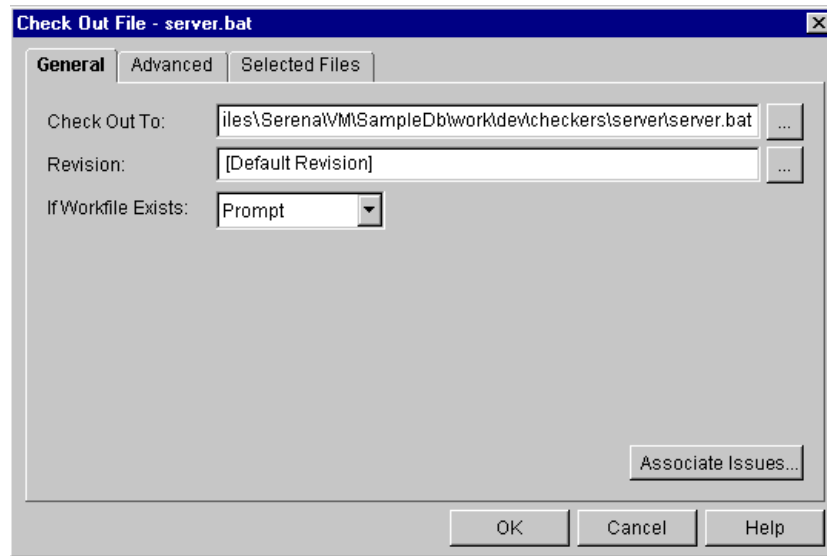 Check Out File - server.bat
General Advanced Selected Files
Check Out To: iles\Serena\VM\SampleDb\work\dev\checkers\server\server.bat ...
Revision: [Default Revision] ...
If Workfile Exists: Prompt
Associate Issues...
OK Cancel Help